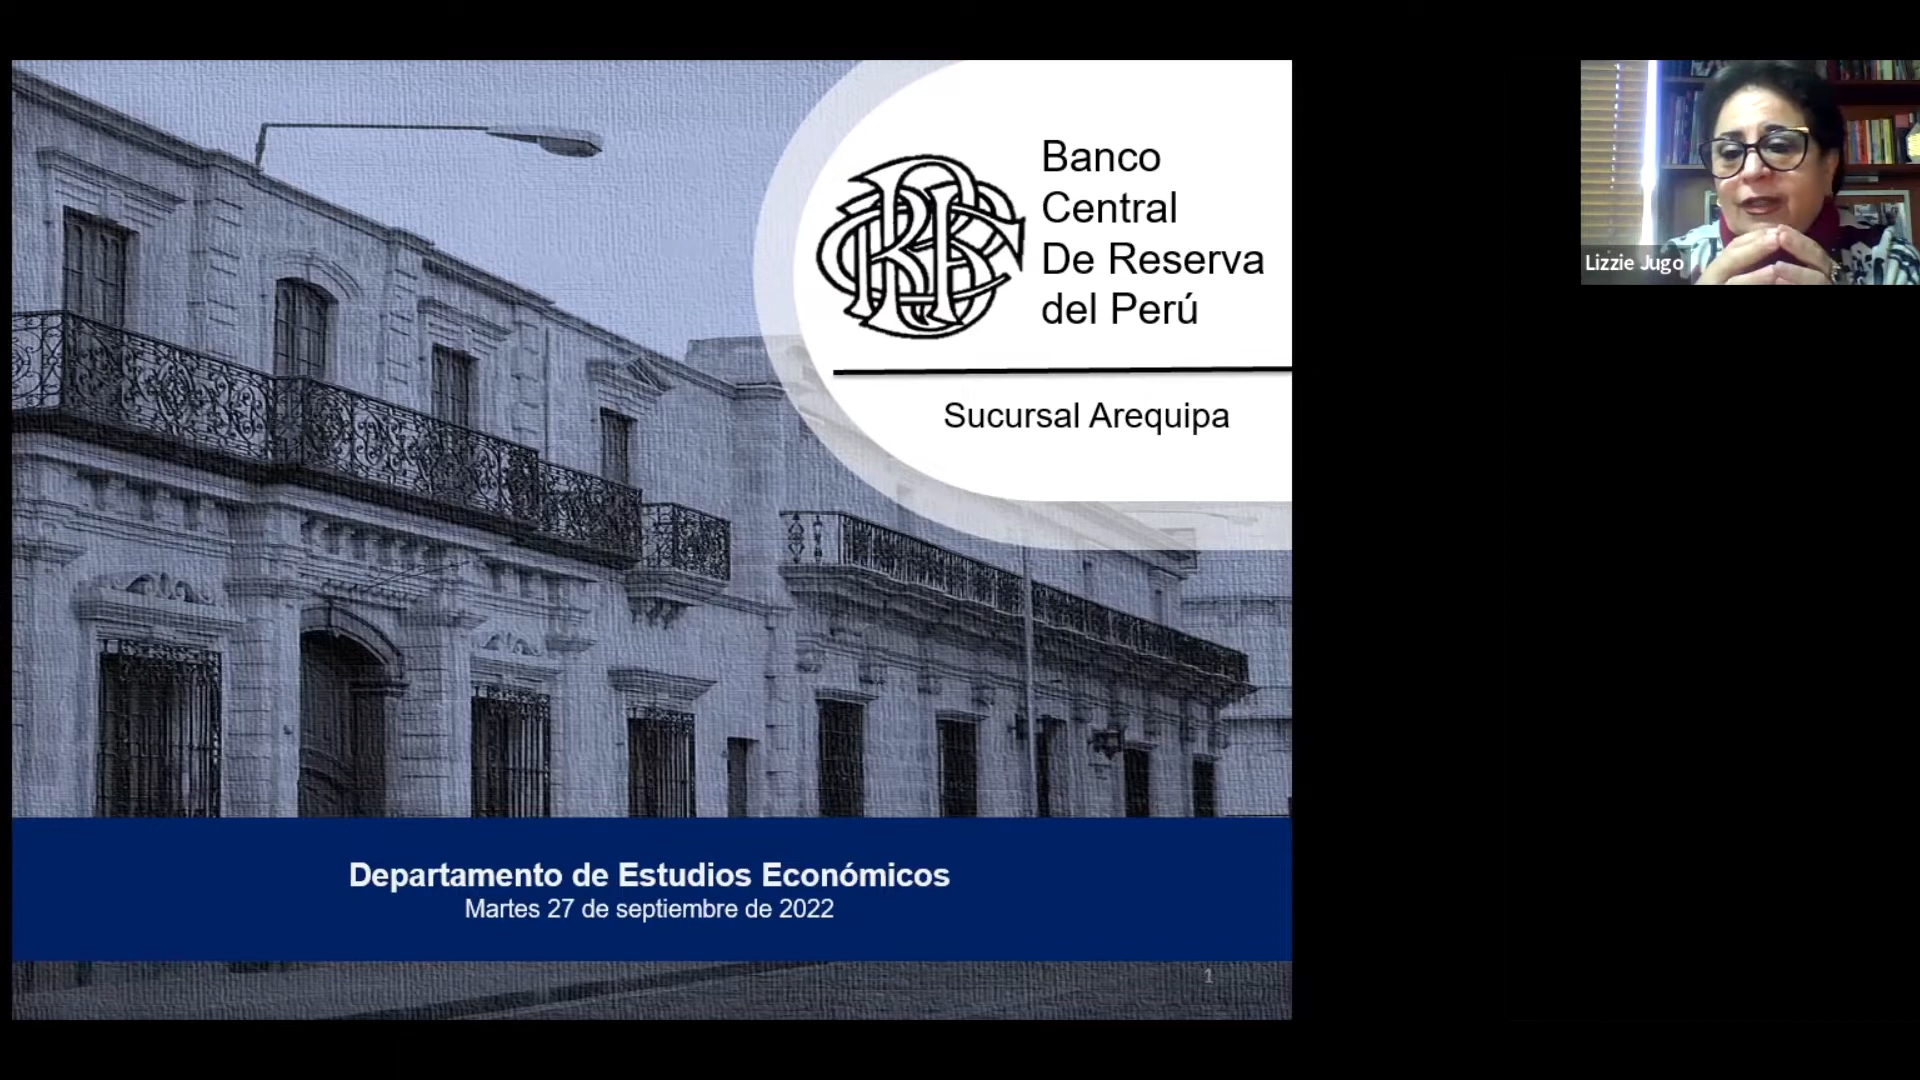 Banco
Central
De Reserva
del Perú
Sucursal Arequipa
Lizzie Jugo
Departamento de Estudios Económicos
Martes 27 de septiembre de 2022
1